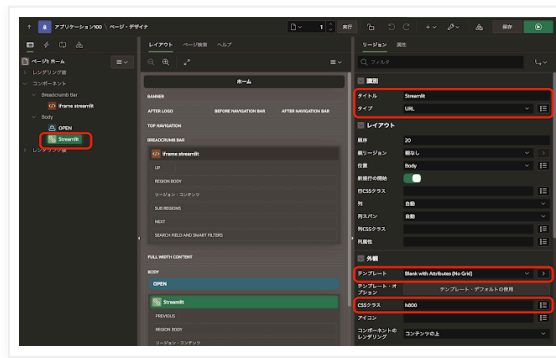 アプリケーション100 \ ページ・デザイナ
1
実行
保存
ページ1: ホーム
レンダリング前
コンポーネント
Breadcrumb Bar
iframe streamlit
Body
OPEN
Streamlit
レンダリング後
レイアウト
ページ検索
ヘルプ
ホーム
BANNER
AFTER LOGO
BEFORE NAVIGATION BAR
AFTER NAVIGATION BAR
TOP NAVIGATION
BREADCRUMB BAR
iframe streamlit
UP
REGION BODY
リージョン・コンテンツ
SUB REGIONS
NEXT
SEARCH FIELD AND SMART FILTERS
FULL WIDTH CONTENT
BODY
OPEN
Streamlit
PREVIOUS
REGION BODY
リージョン・コンテンツ
リージョン
属性
フィルタ
識別
タイトル
Streamlit
タイプ
URL
レイアウト
順序
20
親リージョン
親なし
位置
Body
新規行の開始
行CSSクラス
列
自動
列スパン
自動
列CSSクラス
列属性
外観
テンプレート
Blank with Attributes (No Grid)
テンプレート・オプション
テンプレート・デフォルトの使用
CSSクラス
h800
アイコン
コンポーネントのレンダリング
コンテンツの上